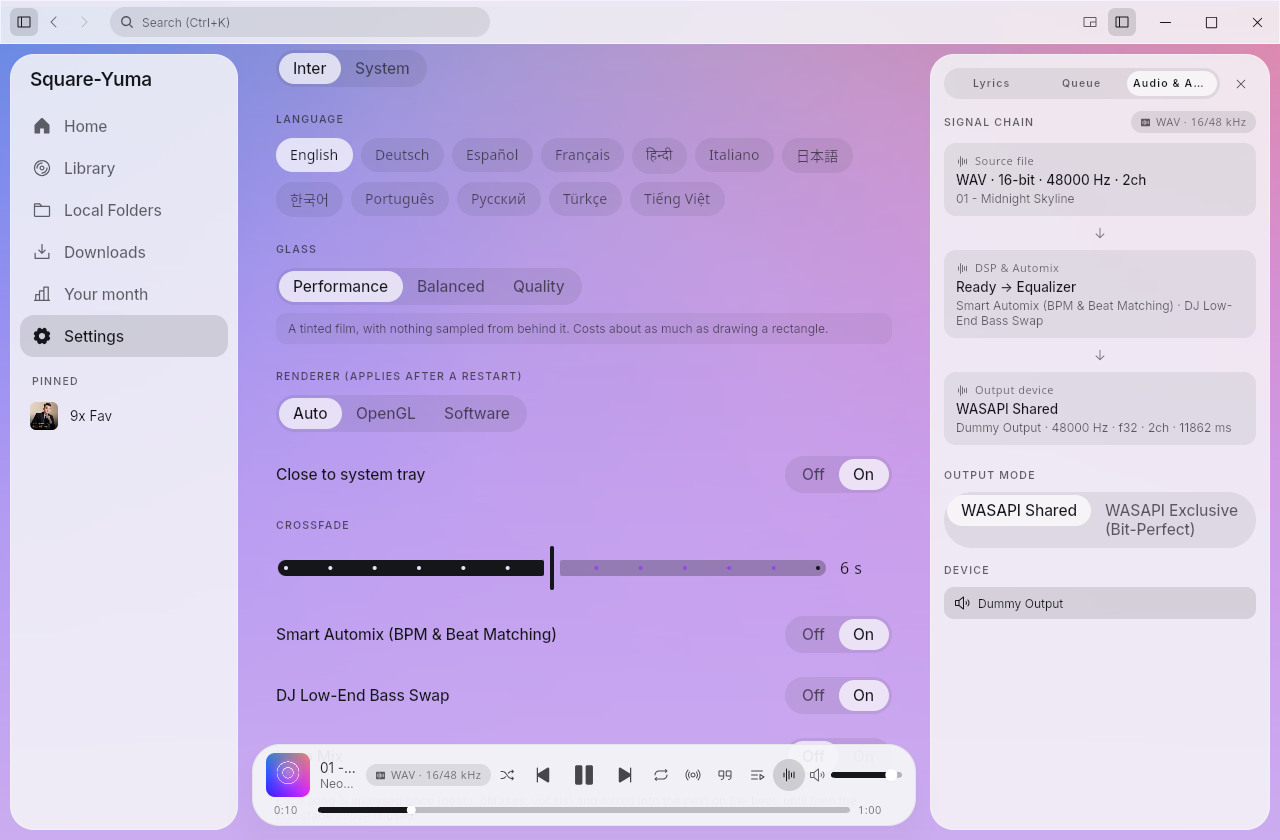 Search (Ctrl+K)
Square-Yuma
Home
Library
Local Folders
Downloads
Your month
Settings
PINNED
9x Fav
Inter
System
LANGUAGE
English
Deutsch
Español
Français
हिन्दी
Italiano
日本語
한국어
Português
Русский
Türkçe
Tiếng Việt
GLASS
Performance
Balanced
Quality
A tinted film, with nothing sampled from behind it. Costs about as much as drawing a rectangle.
RENDERER (APPLIES AFTER A RESTART)
Auto
OpenGL
Software
Close to system tray
Off
On
CROSSFADE
6 s
Smart Automix (BPM & Beat Matching)
Off
On
DJ Low-End Bass Swap
Off
On
Mix
Off
On
01 -...
Neo...
WAV · 16/48 kHz
0:10
1:00
Lyrics
Queue
Audio & A...
SIGNAL CHAIN
WAV · 16/48 kHz
Source file
WAV · 16-bit · 48000 Hz · 2ch
01 - Midnight Skyline
DSP & Automix
Ready → Equalizer
Smart Automix (BPM & Beat Matching) · DJ Low-
End Bass Swap
Output device
WASAPI Shared
Dummy Output · 48000 Hz · f32 · 2ch · 11862 ms
OUTPUT MODE
WASAPI Shared
WASAPI Exclusive
(Bit-Perfect)
DEVICE
Dummy Output